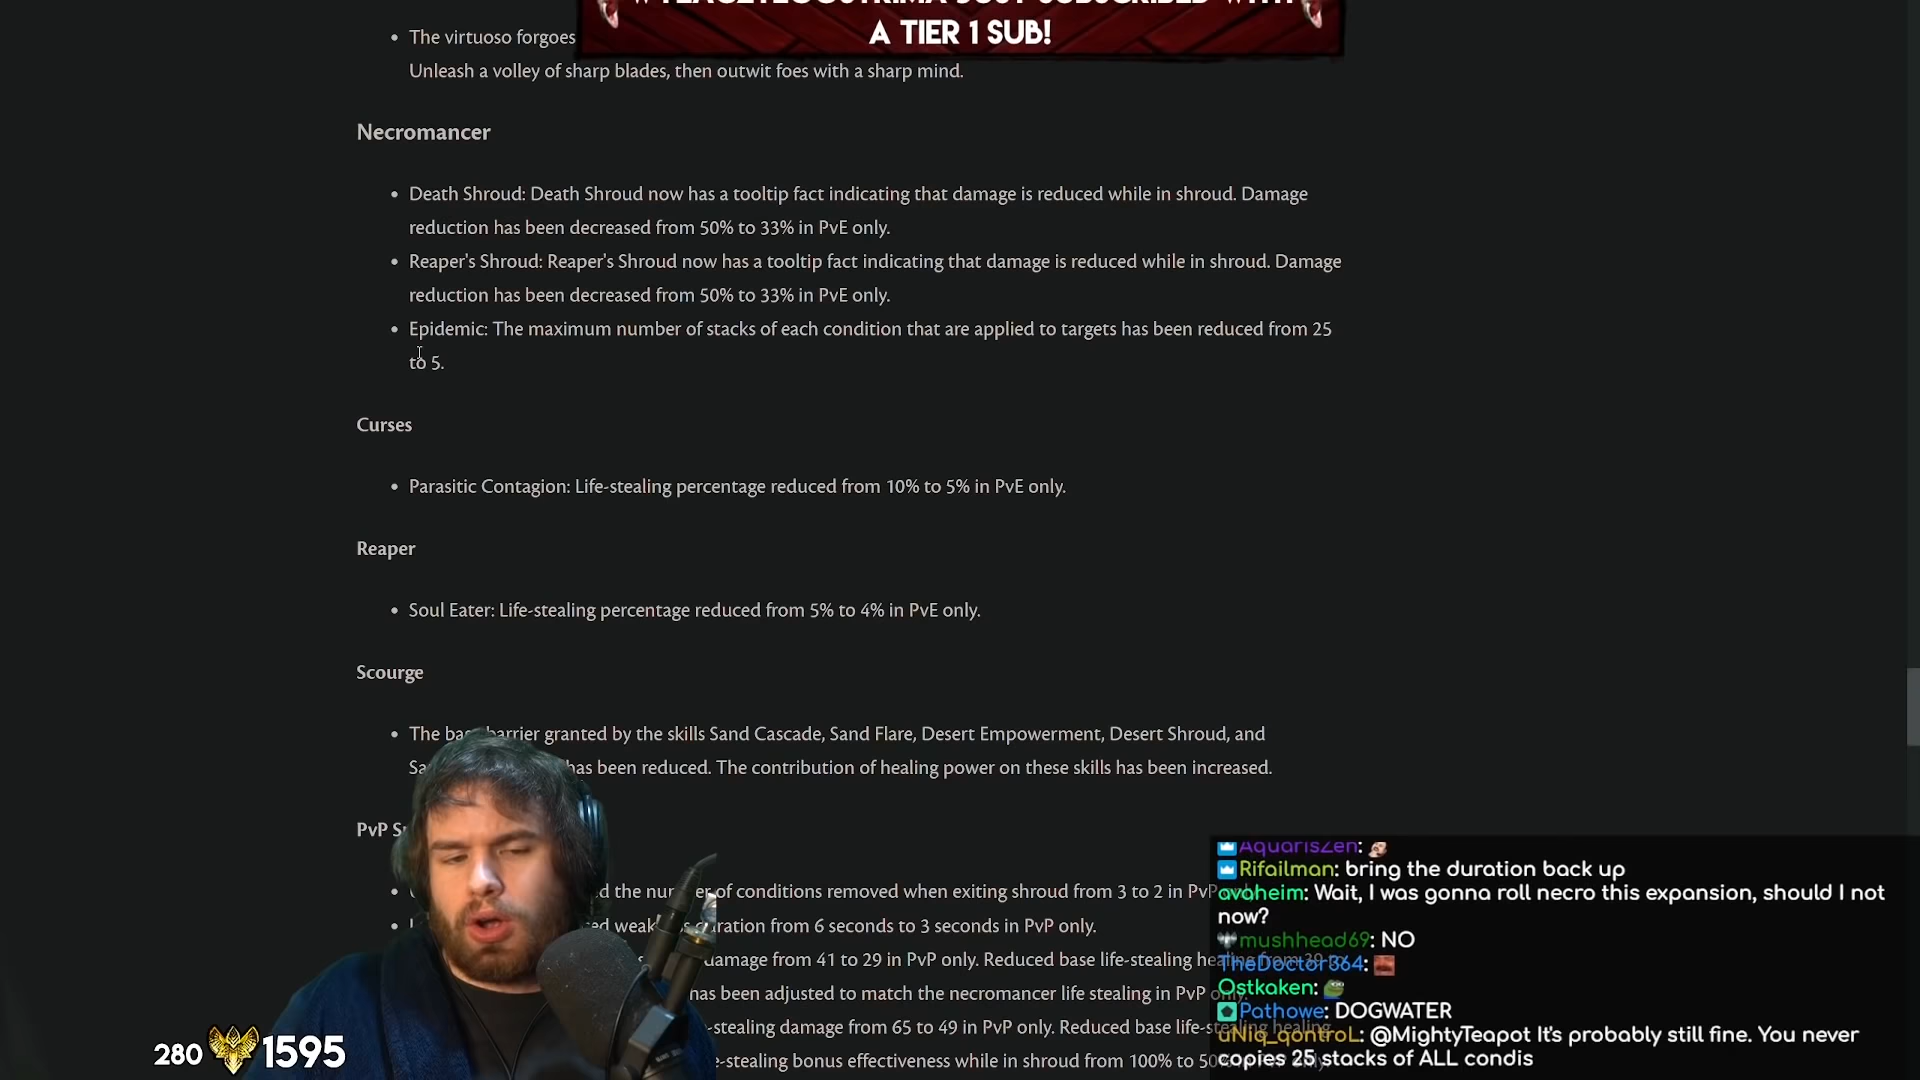 A TIER 1 SUB!
• The virtuoso forgoes
Unleash a volley of sharp blades, then outwit foes with a sharp mind.
Necromancer
• Death Shroud: Death Shroud now has a tooltip fact indicating that damage is reduced while in shroud. Damage
reduction has been decreased from 50% to 33% in PvE only.
• Reaper's Shroud: Reaper's Shroud now has a tooltip fact indicating that damage is reduced while in shroud. Damage
reduction has been decreased from 50% to 33% in PvE only.
• Epidemic: The maximum number of stacks of each condition that are applied to targets has been reduced from 25
to 5.
Curses
• Parasitic Contagion: Life-stealing percentage reduced from 10% to 5% in PvE only.
Reaper
• Soul Eater: Life-stealing percentage reduced from 5% to 4% in PvE only.
Scourge
• The base barrier granted by the skills Sand Cascade, Sand Flare, Desert Empowerment, Desert Shroud, and
has been reduced. The contribution of healing power on these skills has been increased.
PvP
the number of conditions removed when exiting shroud from 3 to 2 in PvP
duration from 6 seconds to 3 seconds in PvP only.
damage from 41 to 29 in PvP only. Reduced base life-stealing
has been adjusted to match the necromancer life stealing in PvP
-stealing damage from 65 to 49 in PvP only. Reduced base
-stealing bonus effectiveness while in shroud from 100% to
AquarisZen:
Rifailman: bring the duration back up
avaheim: Wait, I was gonna roll necro this expansion, should I not
now?
mushhead69: NO
TheDoctor364:
Ostkaken:
Pathowe: DOGWATER
uNiq_qontroL: @MightyTeapot It's probably still fine. You never
copies 25 stacks of ALL condis
280 1595